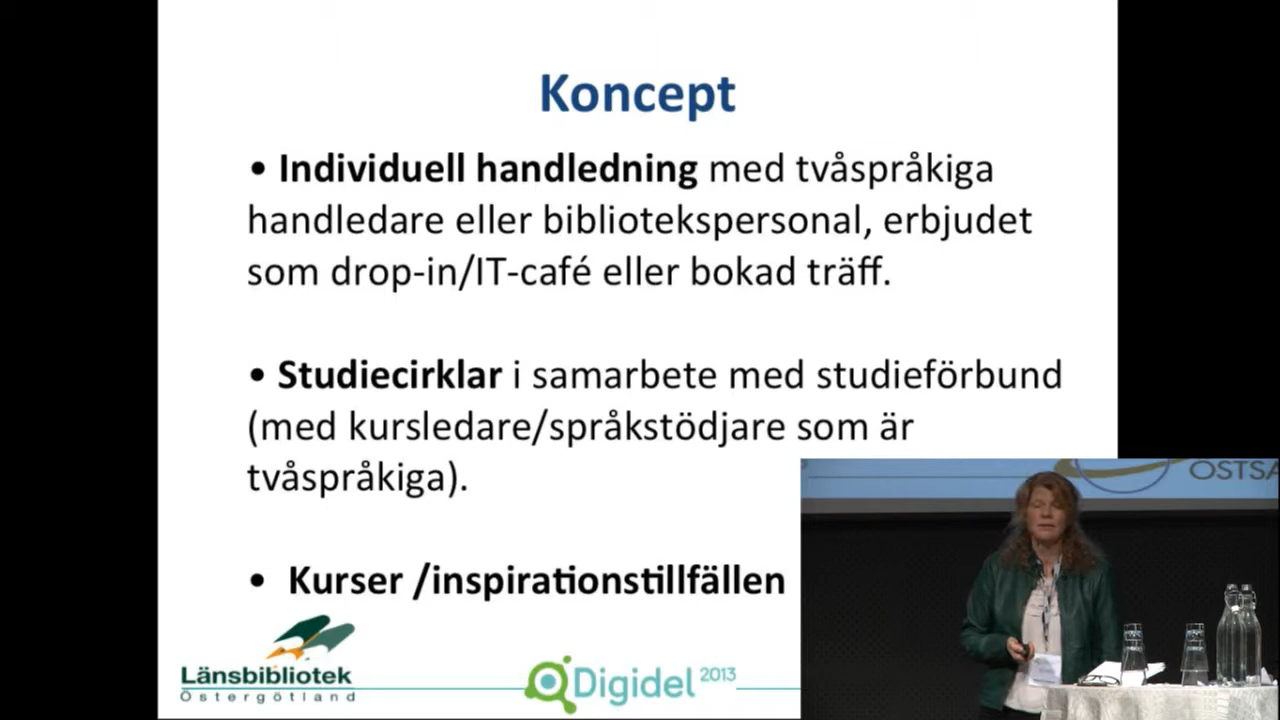 Koncept
• Individuell handledning med tvåspråkiga
handledare eller bibliotekspersonal, erbjudet
som drop-in/IT-café eller bokad träff.
• Studiecirklar i samarbete med studieförbund
(med kursledare/språkstödjare som är
tvåspråkiga).
• Kurser /inspirationstillfällen
Länsbibliotek
Östergötland
Digidel 2013